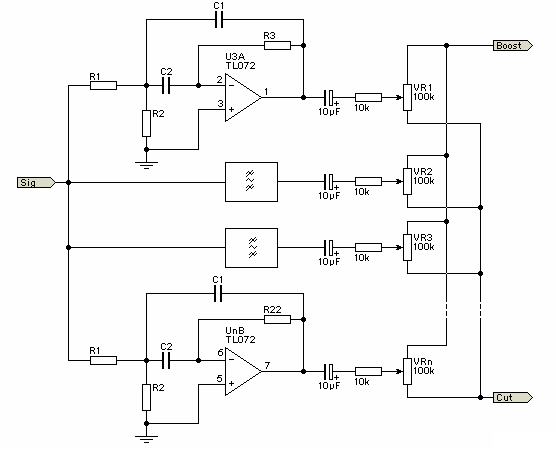 C1
R3
U3A
TL072
C2
R1
2
3
1
R2
10µF
10k
VR1
100k
Boost
Sig
10µF
10k
VR2
100k
10µF
10k
VR3
100k
C1
R22
UnB
TL072
C2
R1
6
5
7
R2
10µF
10k
VRn
100k
Cut